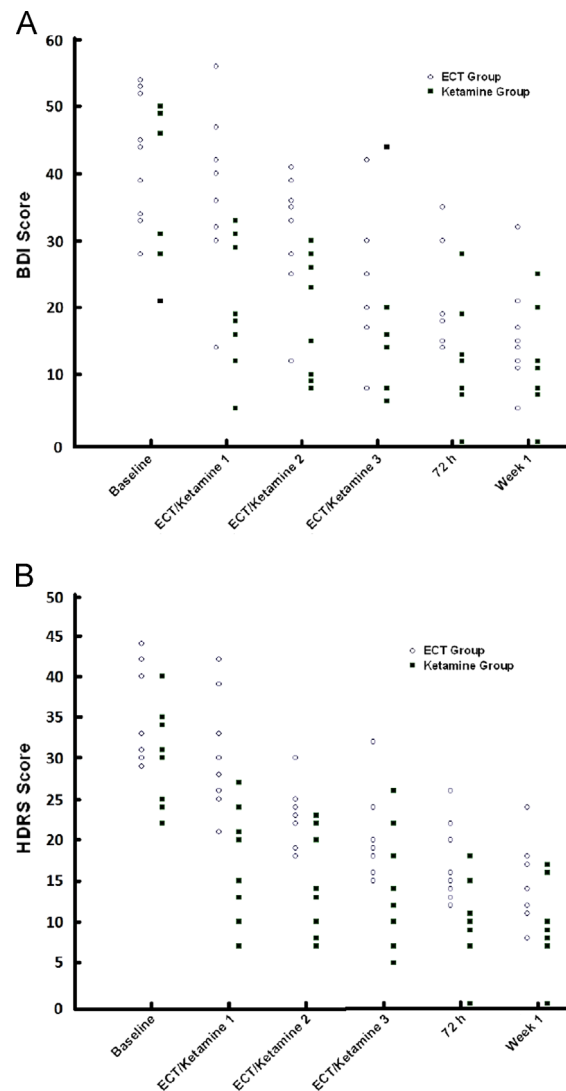 A
60
50
40
30
20
10
0
BDI Score
ECT Group
Ketamine Group
Baseline
ECT/Ketamine 1
ECT/Ketamine 2
ECT/Ketamine 3
72 h
Week 1
B
50
45
40
35
30
25
20
15
10
5
0
HDRS Score
ECT Group
Ketamine Group
Baseline
ECT/Ketamine 1
ECT/Ketamine 2
ECT/Ketamine 3
72 h
Week 1